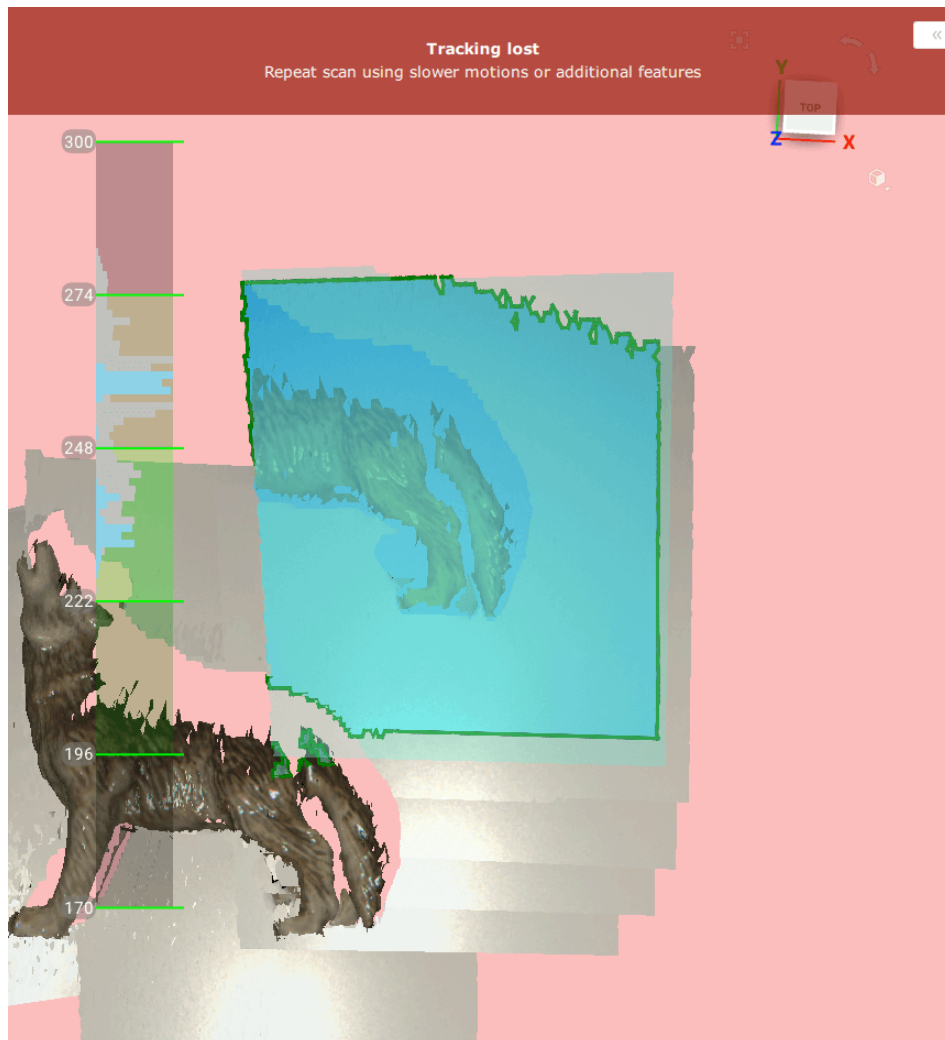 Tracking lost
Repeat scan using slower motions or additional features
«
Y
TOP
Z
X
300
274
248
222
196
170